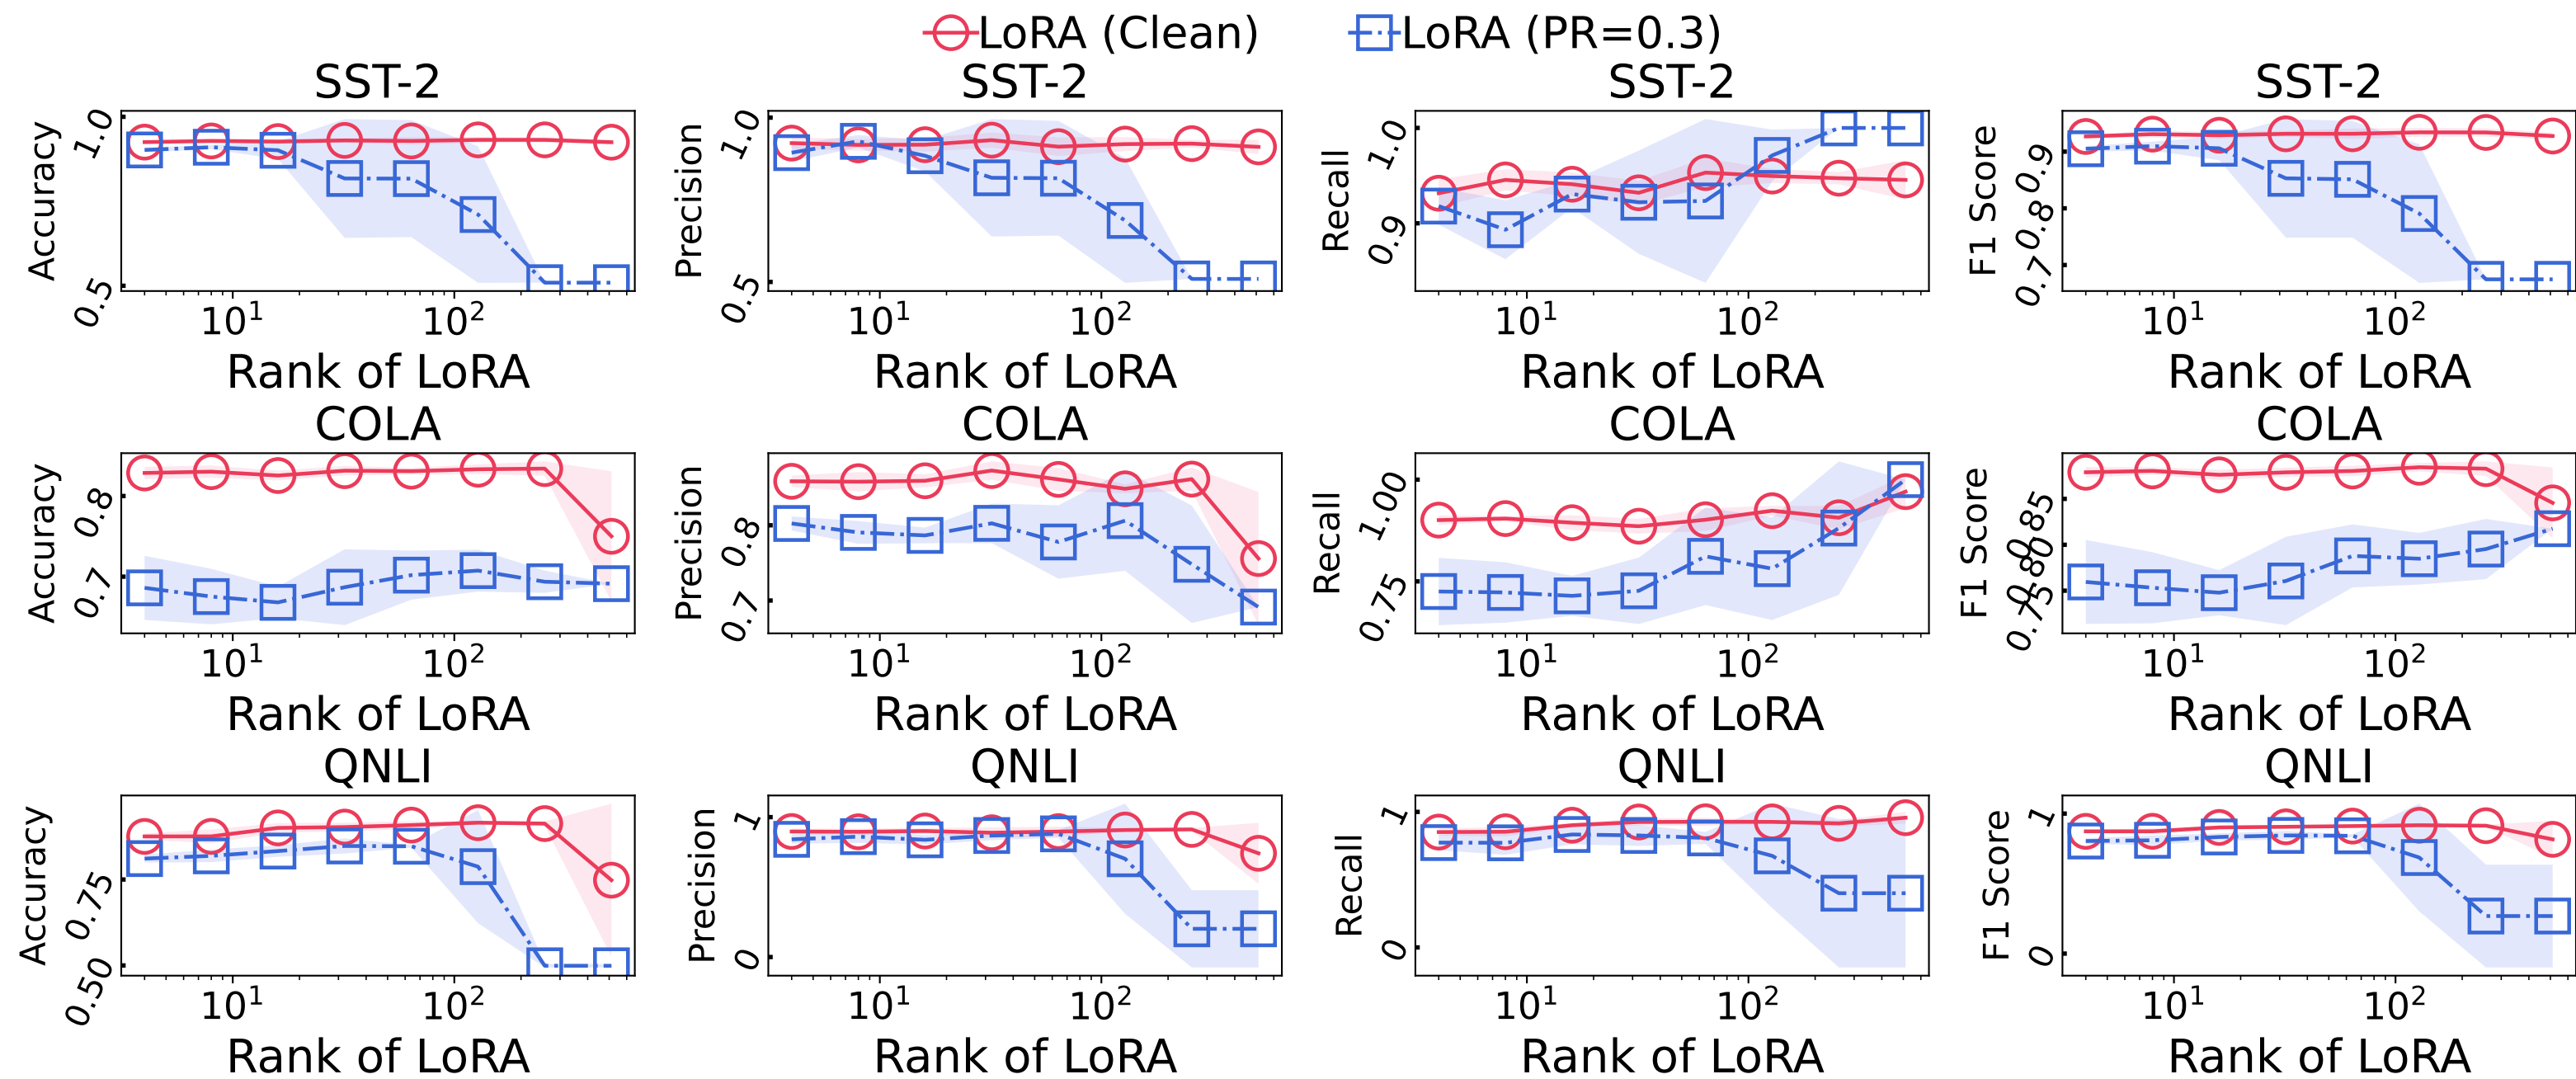 LoRA (Clean) LoRA (PR=0.3)
SST-2 SST-2 SST-2 SST-2
Accuracy 1.0 0.5 Precision 1.0 0.5 Recall 1.0 0.9 F1 Score 0.9 0.8 0.7
10¹ 10² 10¹ 10² 10¹ 10² 10¹ 10²
Rank of LoRA Rank of LoRA Rank of LoRA Rank of LoRA
COLA COLA COLA COLA
Accuracy 0.8 0.7 Precision 0.8 0.7 Recall 1.00 0.75 F1 Score 0.85 0.80 0.75
10¹ 10² 10¹ 10² 10¹ 10² 10¹ 10²
Rank of LoRA Rank of LoRA Rank of LoRA Rank of LoRA
QNLI QNLI QNLI QNLI
Accuracy 0.75 0.50 Precision 1 0 Recall 1 0 F1 Score 1 0
10¹ 10² 10¹ 10² 10¹ 10² 10¹ 10²
Rank of LoRA Rank of LoRA Rank of LoRA Rank of LoRA